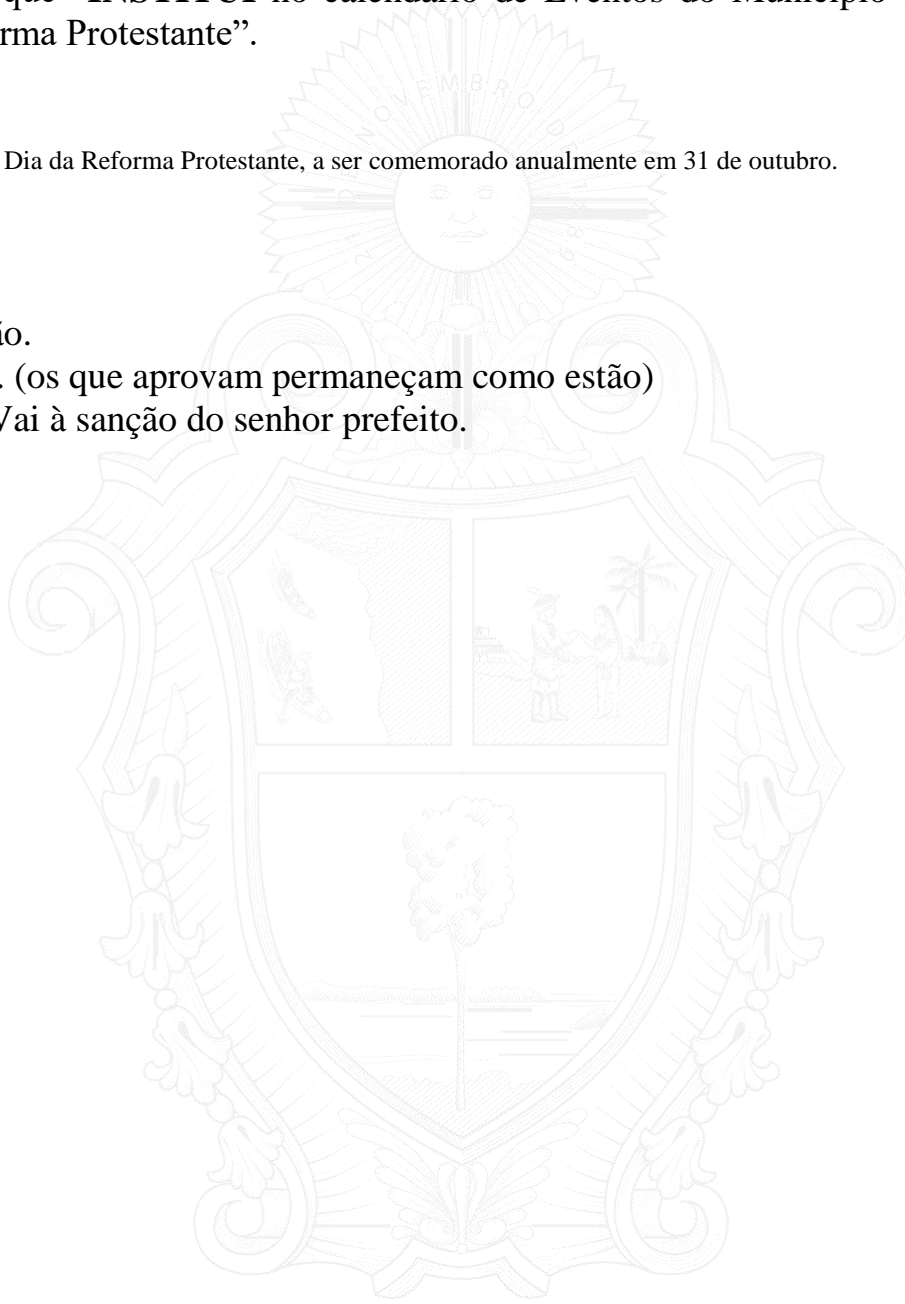 que "INSTITUI no calendário de Eventos do Município
rma Protestante”.
NOVEMBRO D
Dia da Reforma Protestante, a ser comemorado anualmente em 31 de outubro.
ão.
. (os que aprovam permaneçam como estão)
Vai à sanção do senhor prefeito.